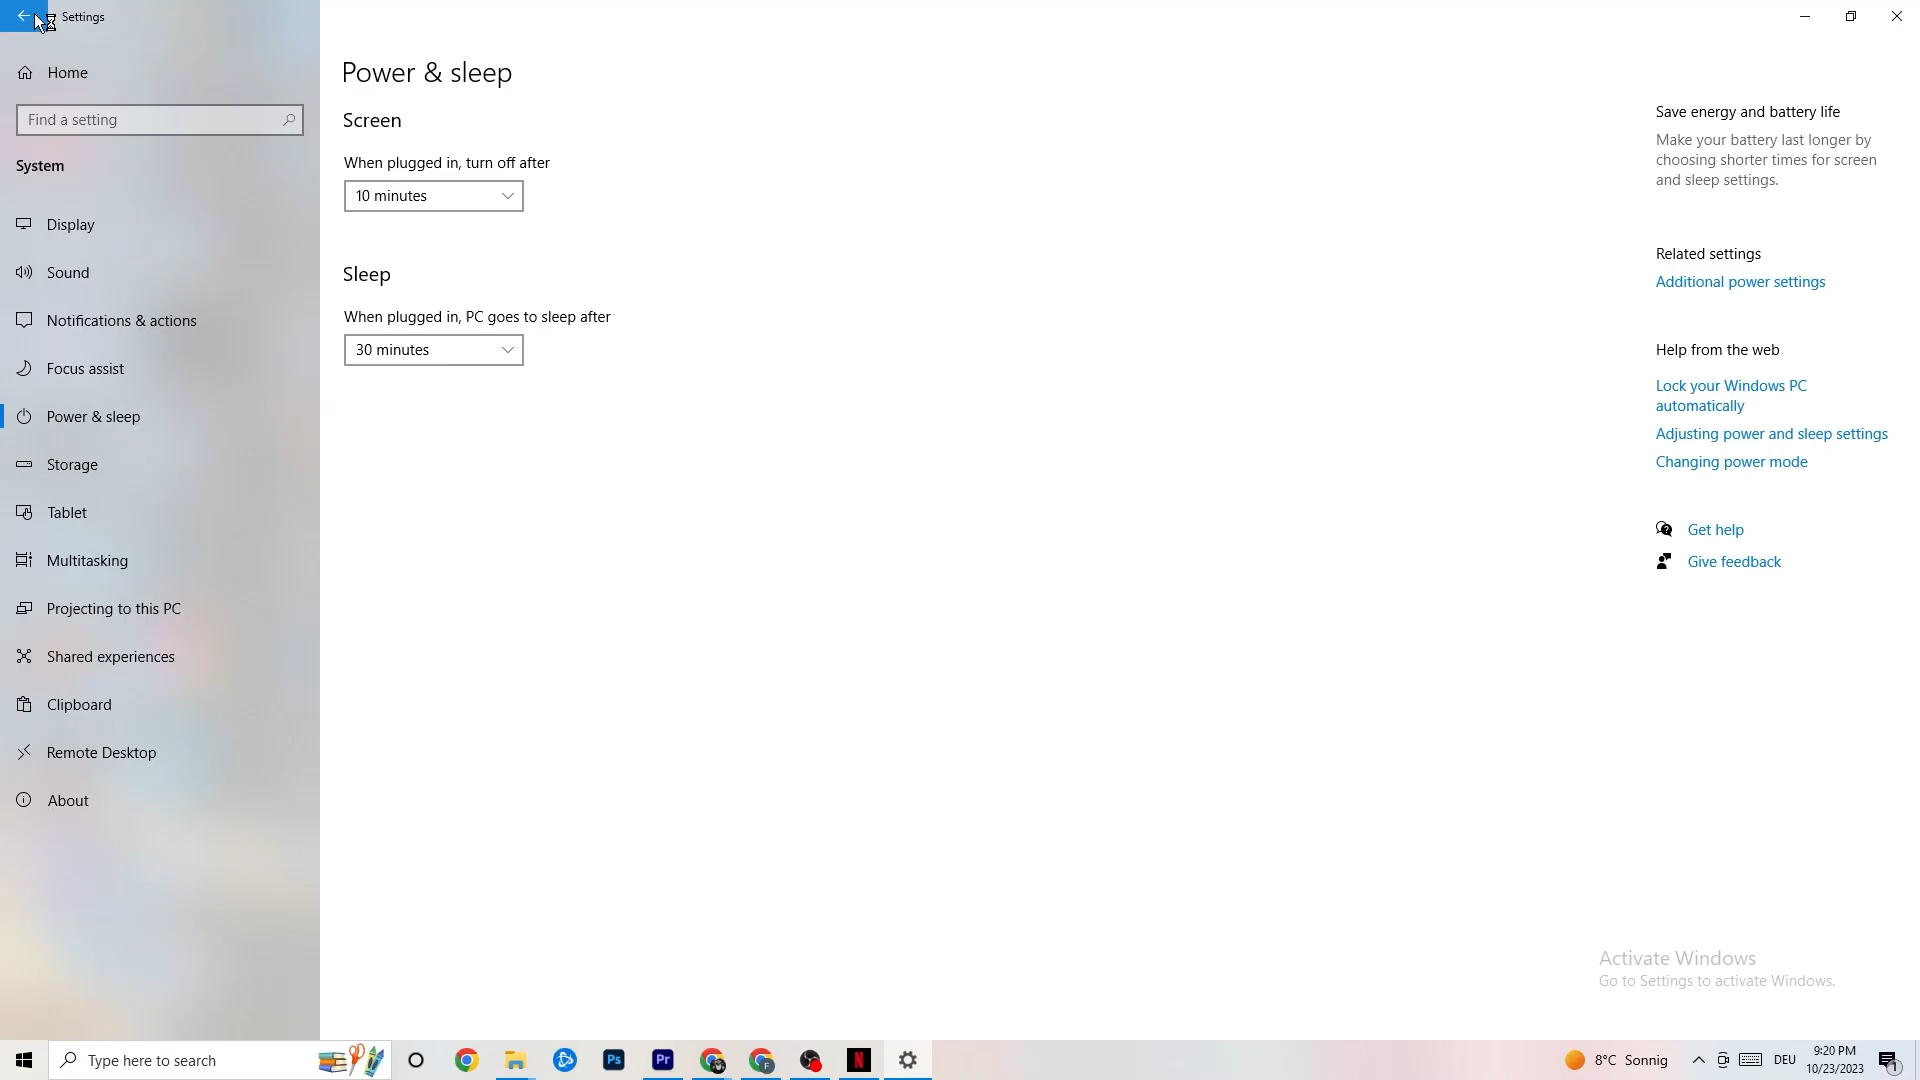 Settings
Home
Find a setting
System
Display
Sound
Notifications & actions
Focus assist
Power & sleep
Storage
Tablet
Multitasking
Projecting to this PC
Shared experiences
Clipboard
Remote Desktop
About
Power & sleep
Screen
When plugged in, turn off after
10 minutes
Sleep
When plugged in, PC goes to sleep after
30 minutes
Save energy and battery life
Make your battery last longer by
choosing shorter times for screen
and sleep settings.
Related settings
Additional power settings
Help from the web
Lock your Windows PC
automatically
Adjusting power and sleep settings
Changing power mode
Get help
Give feedback
Activate Windows
Go to Settings to activate Windows.
Type here to search
Ps
Pr
F
N
8°C Sonnig
DEU
9:20 PM
10/23/2023
1